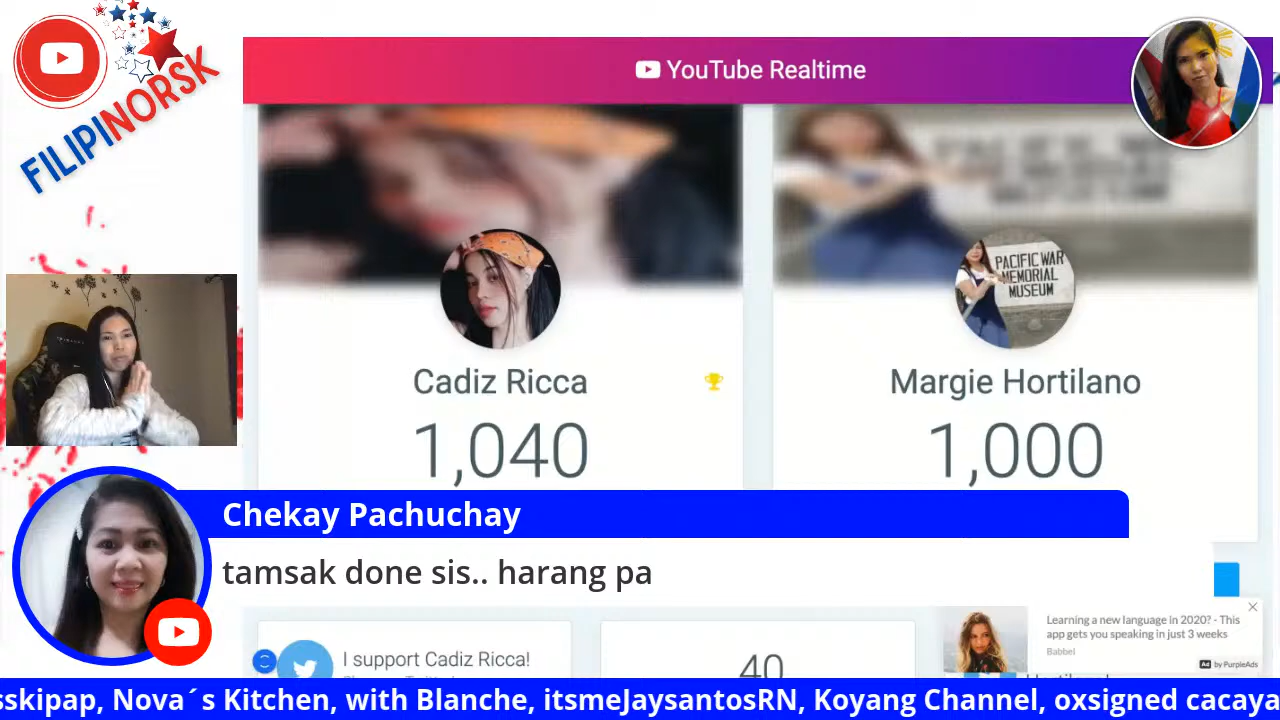 FILIPINORSK
YouTube Realtime
PACIFIC WAR
MEMORIAL
MUSEUM
Cadiz Ricca
Margie Hortilano
1,040
1,000
Chekay Pachuchay
tamsak done sis.. harang pa
I support Cadiz Ricca!
40
Learning a new language in 2020? - This
app gets you speaking in just 3 weeks
Babbel
Ad by PurpleAds
sskipap, Nova´s Kitchen, with Blanche, itsmeJaysantosRN, Koyang Channel, oxsigned cacaya